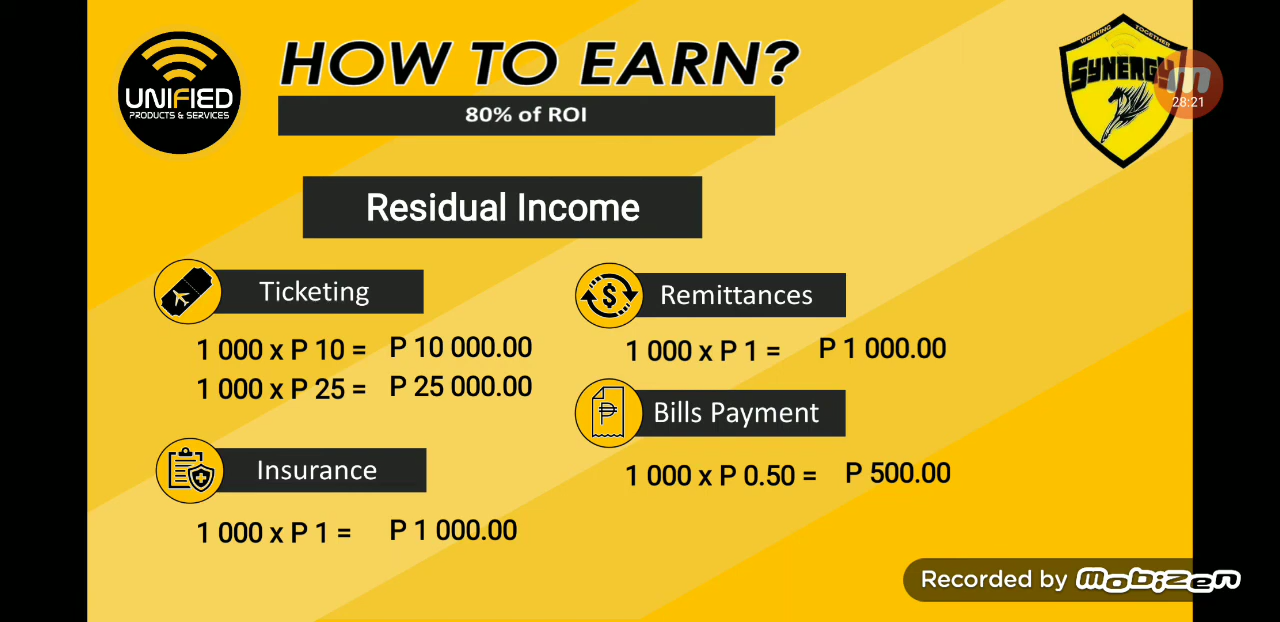 HOW TO EARN?
80% of ROI
UNIFIED
PRODUCTS & SERVICES
WORKING TOGETHER
SYNERGY
28:21
Residual Income
Ticketing
1 000 x P 10 = P 10 000.00
1 000 x P 25 = P 25 000.00
Remittances
1 000 x P 1 = P 1 000.00
Bills Payment
1 000 x P 0.50 = P 500.00
Insurance
1 000 x P 1 = P 1 000.00
Recorded by Mobizen